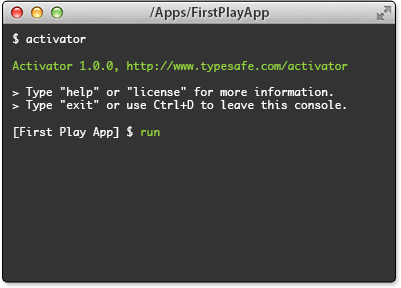 /Apps/FirstPlayApp
$ activator
Activator 1.0.0, http://www.typesafe.com/activator
> Type "help" or "license" for more information.
> Type "exit" or use Ctrl+D to leave this console.
[First Play App] $ run